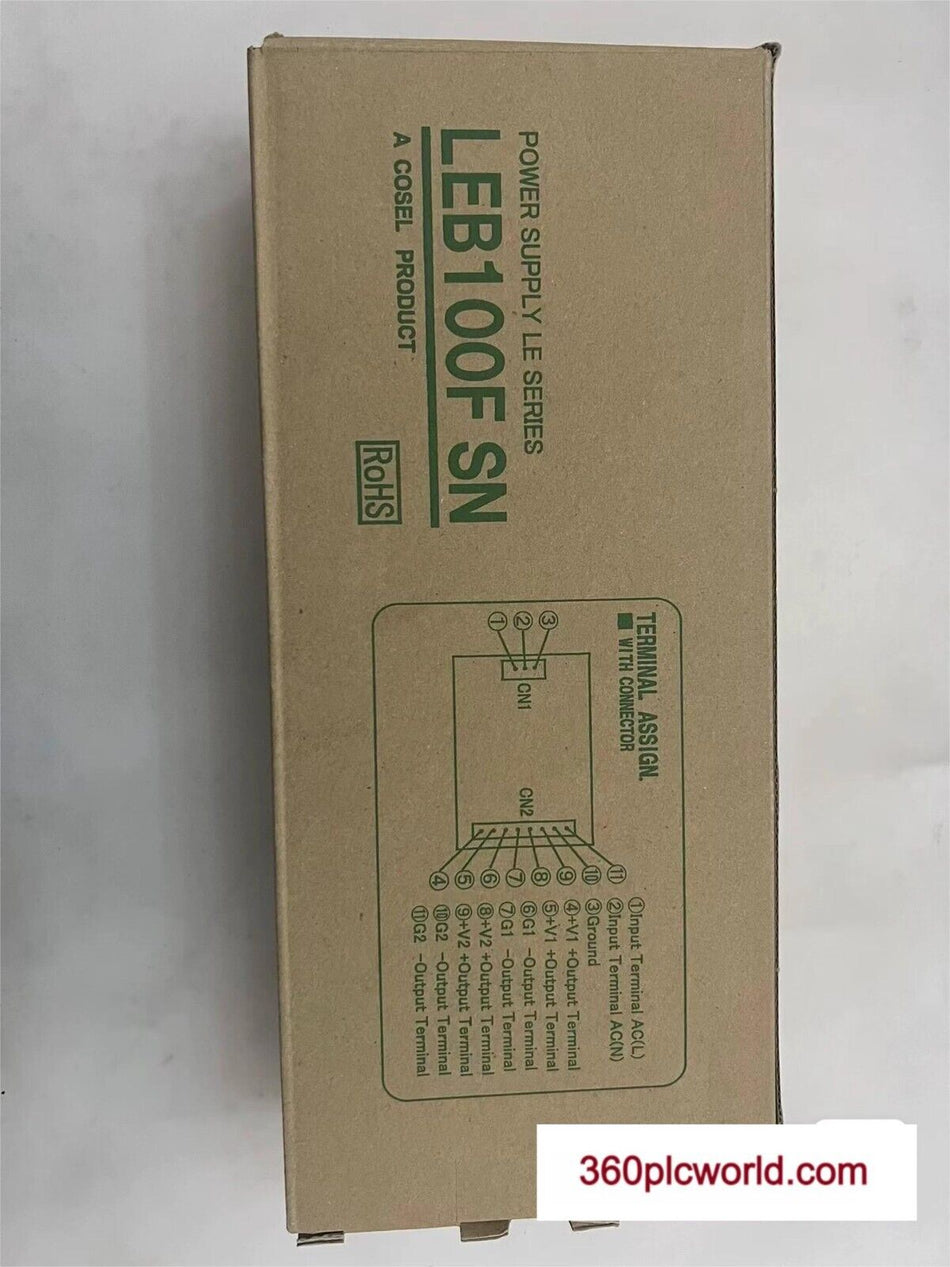 POWER SUPPLY LE SERIES
LEB100F SN
A COSEL PRODUCT
RoHS
TERMINAL ASSIGN.
■ WITH CONNECTOR
③
②
①
CN1
CN2
⑪
⑩
⑨
⑧
⑦
⑥
⑤
④
①Input Terminal AC(L)
②Input Terminal AC(N)
③Ground
④+V1 +Output Terminal
⑤+V1 +Output Terminal
⑥G1 -Output Terminal
⑦G1 -Output Terminal
⑧+V2 +Output Terminal
⑨+V2 +Output Terminal
⑩G2 -Output Terminal
⑪G2 -Output Terminal
360plcworld.com